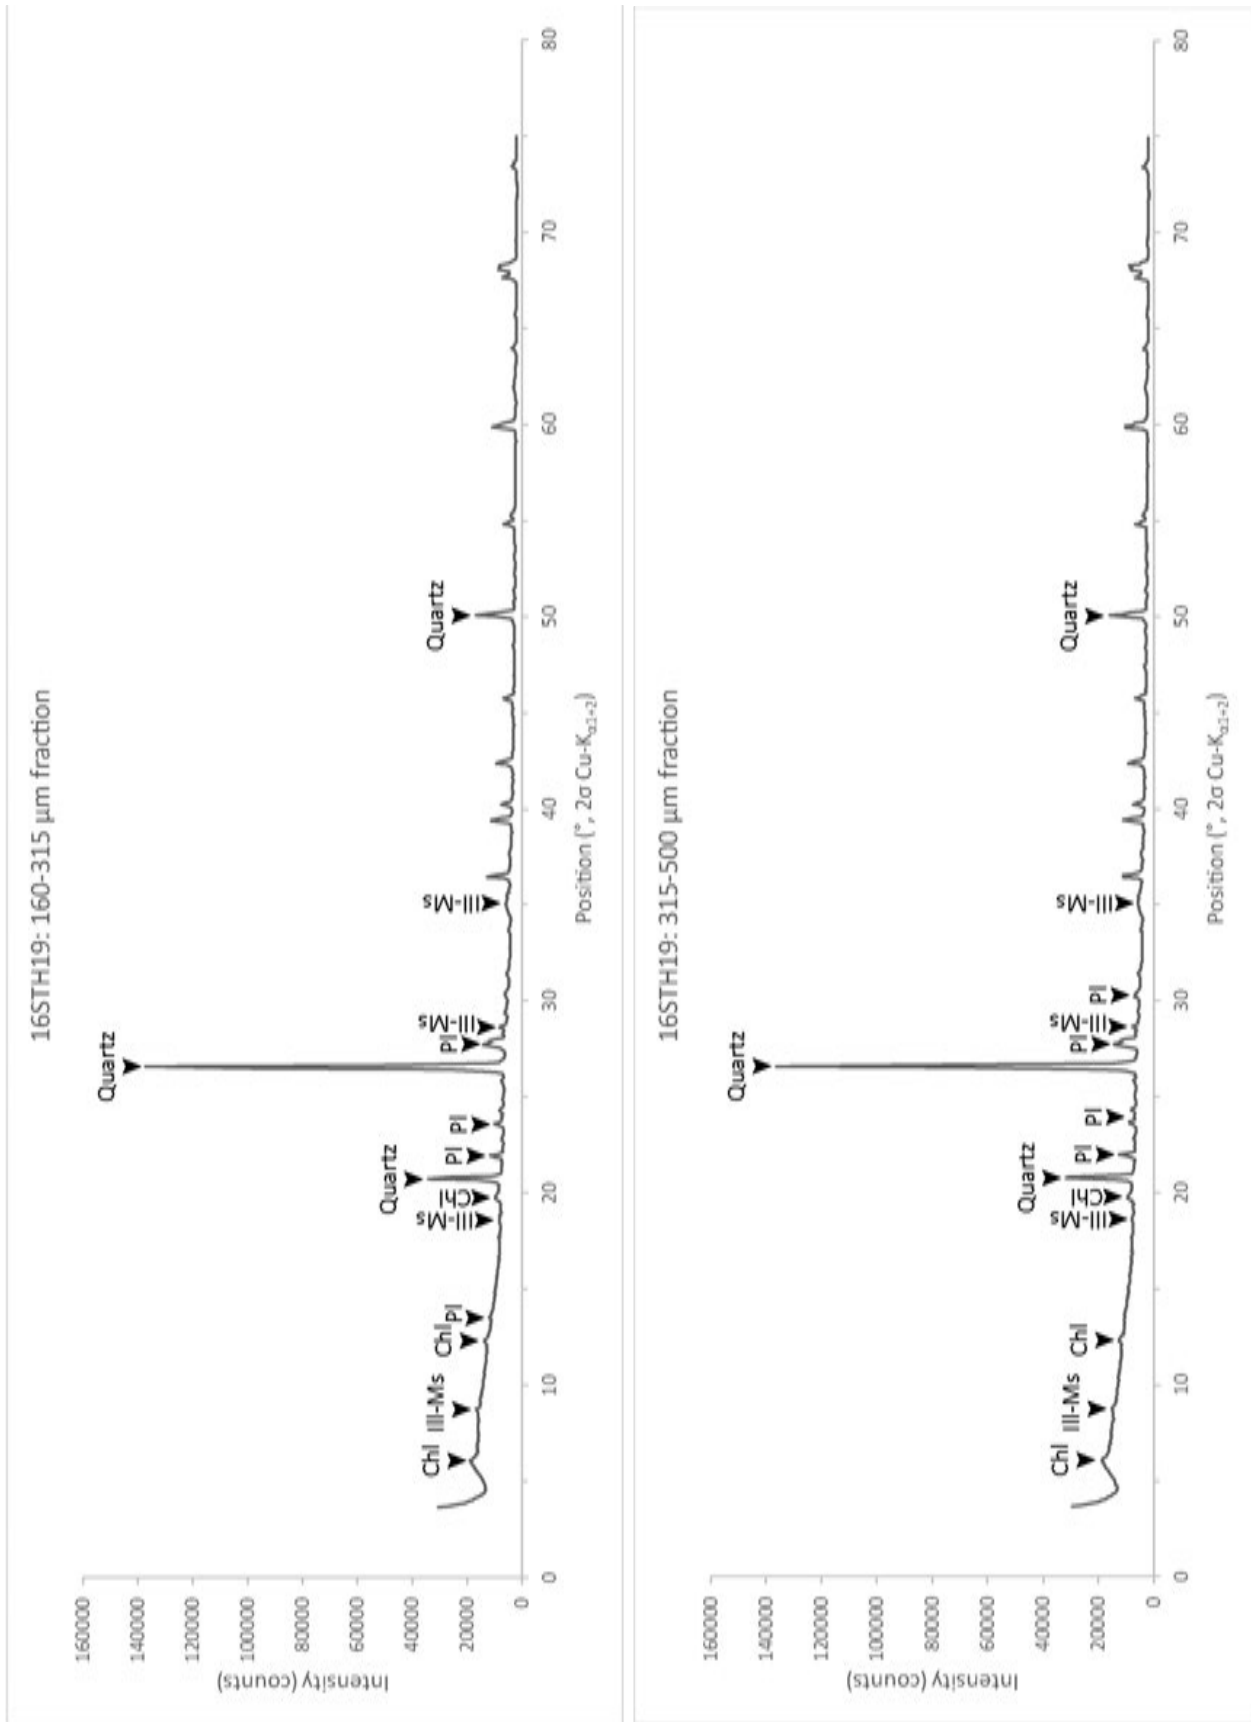 16STH19: 160-315 μm fraction
Intensity (counts)
160000
140000
120000
100000
80000
60000
40000
20000
0
Chl
Ill-Ms
Chl
Pl
Ill-Ms
Chl
Quartz
Pl
Pl
Quartz
Pl
Ill-Ms
Ill-Ms
Quartz
0
10
20
30
40
50
60
70
80
Position (°, 2σ Cu-Kα1+2)
16STH19: 315-500 μm fraction
Intensity (counts)
160000
140000
120000
100000
80000
60000
40000
20000
0
Chl
Ill-Ms
Chl
Ill-Ms
Chl
Quartz
Pl
Pl
Quartz
Pl
Ill-Ms
Pl
Ill-Ms
Quartz
0
10
20
30
40
50
60
70
80
Position (°, 2σ Cu-Kα1+2)